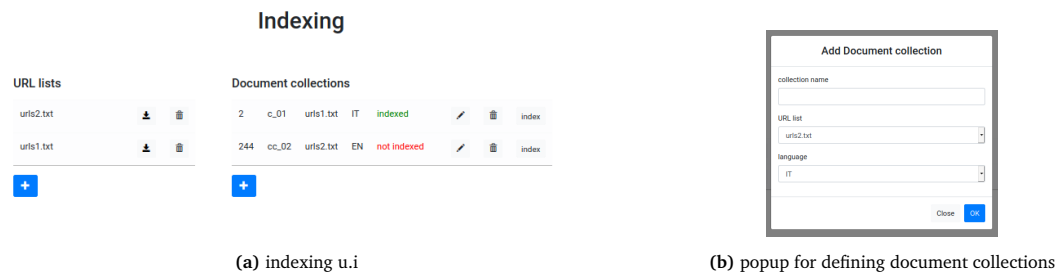 Indexing
URL lists
urls2.txt
urls1.txt
Document collections
2 c_01 urls1.txt IT indexed index
244 cc_02 urls2.txt EN not indexed index
(a) indexing u.i
Add Document collection
collection name
URL list
urls2.txt
language
IT
Close OK
(b) popup for defining document collections